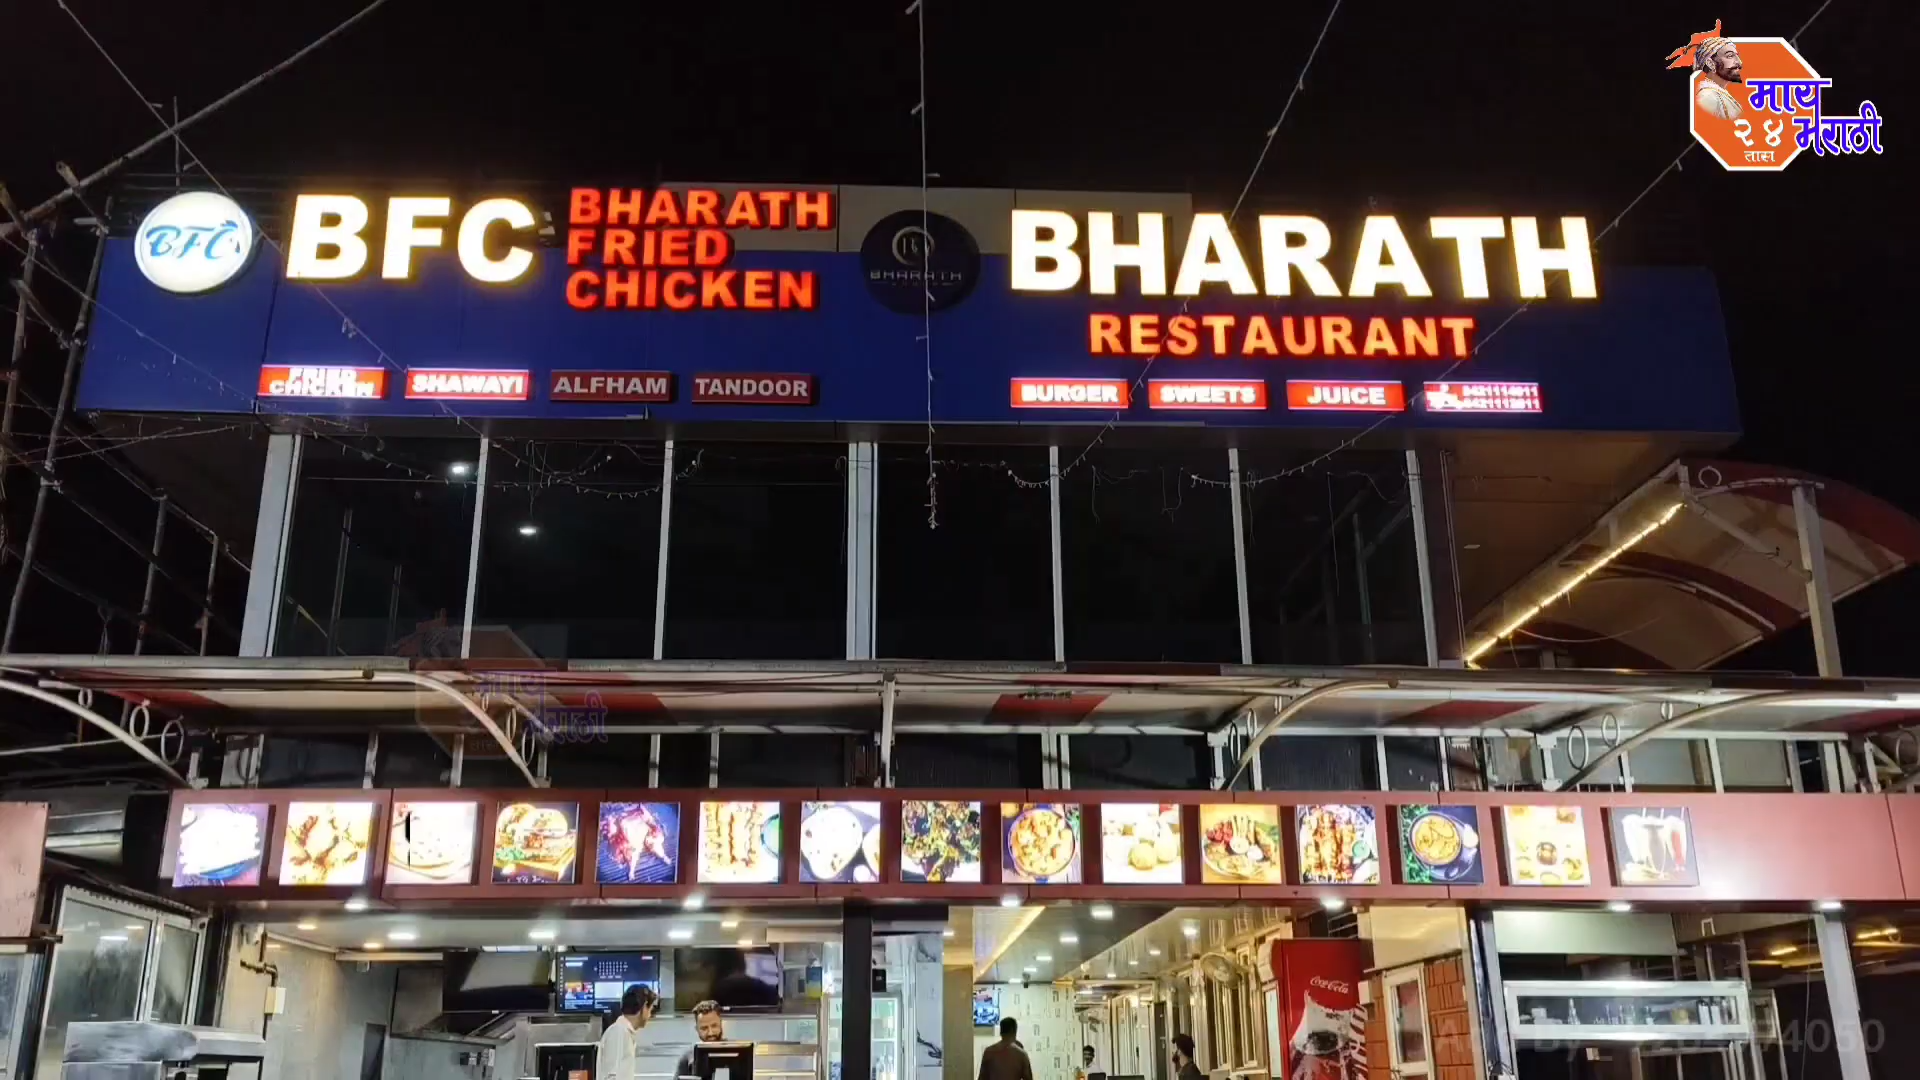 माय
मराठी
२४
तास
BFC
BFC
BHARATH
FRIED
CHICKEN
BHARATH
BHARATH
RESTAURANT
FRIED
CHICKEN
SHAWAYI
ALFHAM
TANDOOR
BURGER
SWEETS
JUICE
माय
मराठी
Coca-Cola